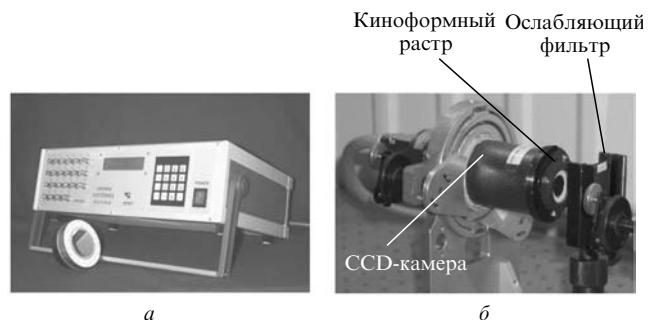 Киноформный
растр
Ослабляющий
фильтр
CCD-камера
а
б